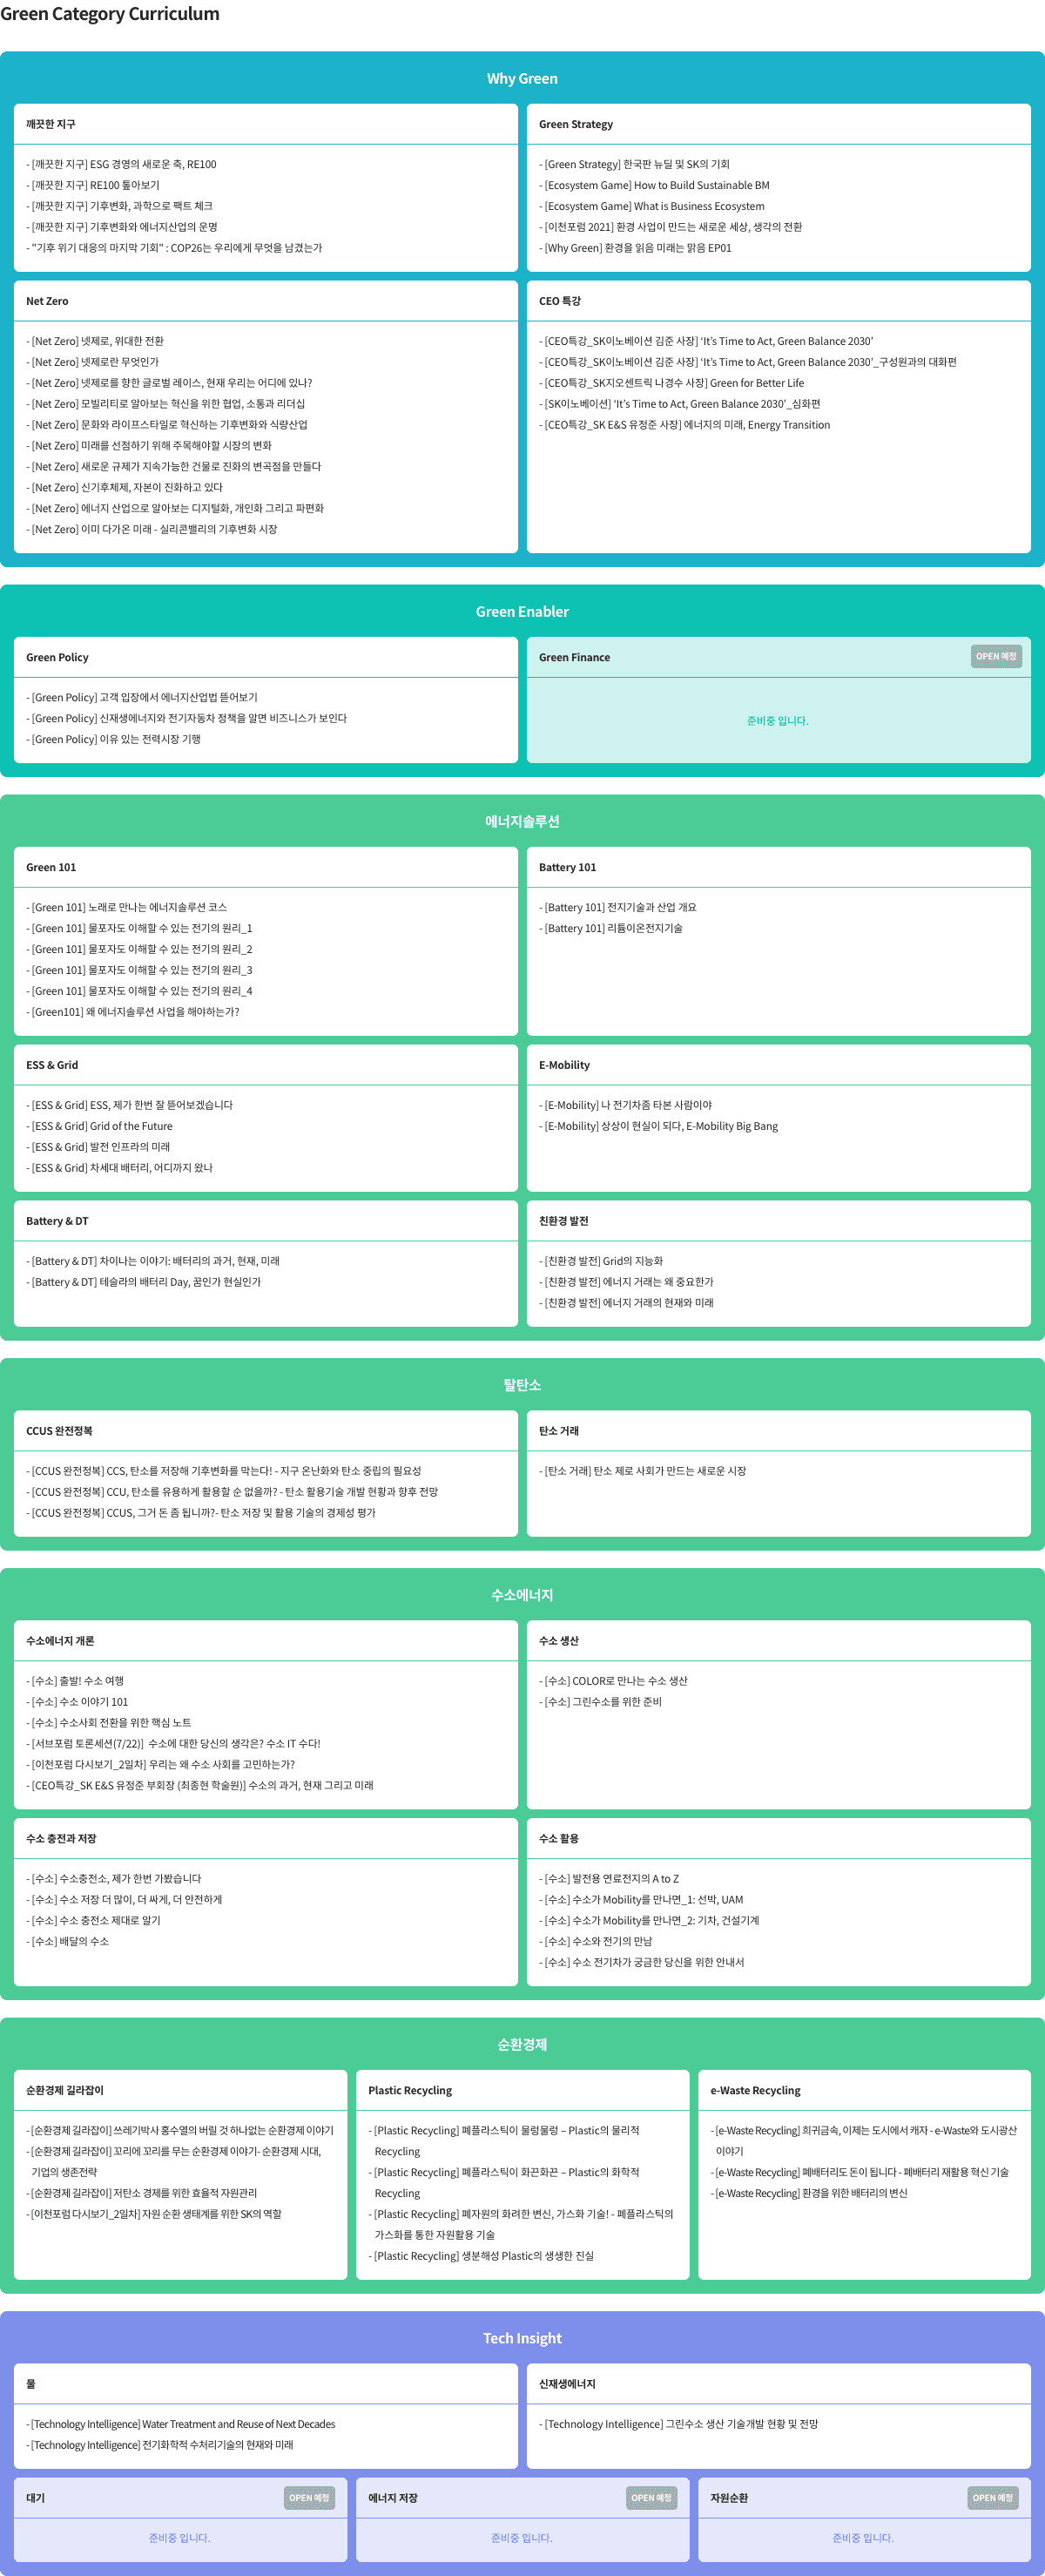 Green Category Curriculum
Why Green
깨끗한 지구
- [깨끗한 지구] ESG 경영의 새로운 축, RE100
- [깨끗한 지구] RE100 톺아보기
- [깨끗한 지구] 기후변화, 과학으로 팩트 체크
- [깨끗한 지구] 기후변화와 에너지산업의 운명
- "기후 위기 대응의 마지막 기회" : COP26는 우리에게 무엇을 남겼는가
Green Strategy
- [Green Strategy] 한국판 뉴딜 및 SK의 기회
- [Ecosystem Game] How to Build Sustainable BM
- [Ecosystem Game] What is Business Ecosystem
- [이천포럼 2021] 환경 사업이 만드는 새로운 세상, 생각의 전환
- [Why Green] 환경을 읽음 미래는 맑음 EP01
Net Zero
- [Net Zero] 넷제로, 위대한 전환
- [Net Zero] 넷제로란 무엇인가
- [Net Zero] 넷제로를 향한 글로벌 레이스, 현재 우리는 어디에 있나?
- [Net Zero] 모빌리티로 알아보는 혁신을 위한 협업, 소통과 리더십
- [Net Zero] 문화와 라이프스타일로 혁신하는 기후변화와 식량산업
- [Net Zero] 미래를 선점하기 위해 주목해야할 시장의 변화
- [Net Zero] 새로운 규제가 지속가능한 건물로 진화의 변곡점을 만들다
- [Net Zero] 신기후체제, 자본이 진화하고 있다
- [Net Zero] 에너지 산업으로 알아보는 디지털화, 개인화 그리고 파편화
- [Net Zero] 이미 다가온 미래 - 실리콘밸리의 기후변화 시장
CEO 특강
- [CEO특강_SK이노베이션 김준 사장] ‘It’s Time to Act, Green Balance 2030’
- [CEO특강_SK이노베이션 김준 사장] ‘It’s Time to Act, Green Balance 2030’_구성원과의 대화편
- [CEO특강_SK지오센트릭 나경수 사장] Green for Better Life
- [SK이노베이션] ‘It’s Time to Act, Green Balance 2030’_심화편
- [CEO특강_SK E&S 유정준 사장] 에너지의 미래, Energy Transition
Green Enabler
Green Policy
- [Green Policy] 고객 입장에서 에너지산업법 뜯어보기
- [Green Policy] 신재생에너지와 전기자동차 정책을 알면 비즈니스가 보인다
- [Green Policy] 이유 있는 전력시장 기행
Green Finance
OPEN 예정
준비중 입니다.
에너지솔루션
Green 101
- [Green 101] 노래로 만나는 에너지솔루션 코스
- [Green 101] 물포자도 이해할 수 있는 전기의 원리_1
- [Green 101] 물포자도 이해할 수 있는 전기의 원리_2
- [Green 101] 물포자도 이해할 수 있는 전기의 원리_3
- [Green 101] 물포자도 이해할 수 있는 전기의 원리_4
- [Green101] 왜 에너지솔루션 사업을 해야하는가?
Battery 101
- [Battery 101] 전지기술과 산업 개요
- [Battery 101] 리튬이온전지기술
ESS & Grid
- [ESS & Grid] ESS, 제가 한번 잘 뜯어보겠습니다
- [ESS & Grid] Grid of the Future
- [ESS & Grid] 발전 인프라의 미래
- [ESS & Grid] 차세대 배터리, 어디까지 왔나
E-Mobility
- [E-Mobility] 나 전기차좀 타본 사람이야
- [E-Mobility] 상상이 현실이 되다, E-Mobility Big Bang
Battery & DT
- [Battery & DT] 차이나는 이야기: 배터리의 과거, 현재, 미래
- [Battery & DT] 테슬라의 배터리 Day, 꿈인가 현실인가
친환경 발전
- [친환경 발전] Grid의 지능화
- [친환경 발전] 에너지 거래는 왜 중요한가
- [친환경 발전] 에너지 거래의 현재와 미래
탈탄소
CCUS 완전정복
- [CCUS 완전정복] CCS, 탄소를 저장해 기후변화를 막는다! - 지구 온난화와 탄소 중립의 필요성
- [CCUS 완전정복] CCU, 탄소를 유용하게 활용할 순 없을까? - 탄소 활용기술 개발 현황과 향후 전망
- [CCUS 완전정복] CCUS, 그거 돈 좀 됩니까?- 탄소 저장 및 활용 기술의 경제성 평가
탄소 거래
- [탄소 거래] 탄소 제로 사회가 만드는 새로운 시장
수소에너지
수소에너지 개론
- [수소] 출발! 수소 여행
- [수소] 수소 이야기 101
- [수소] 수소사회 전환을 위한 핵심 노트
- [서브포럼 토론세션(7/22)] 수소에 대한 당신의 생각은? 수소 IT 수다!
- [이천포럼 다시보기_2일차] 우리는 왜 수소 사회를 고민하는가?
- [CEO특강_SK E&S 유정준 부회장 (최종현 학술원)] 수소의 과거, 현재 그리고 미래
수소 생산
- [수소] COLOR로 만나는 수소 생산
- [수소] 그린수소를 위한 준비
수소 충전과 저장
- [수소] 수소충전소, 제가 한번 가봤습니다
- [수소] 수소 저장 더 많이, 더 싸게, 더 안전하게
- [수소] 수소 충전소 제대로 알기
- [수소] 배달의 수소
수소 활용
- [수소] 발전용 연료전지의 A to Z
- [수소] 수소가 Mobility를 만나면_1: 선박, UAM
- [수소] 수소가 Mobility를 만나면_2: 기차, 건설기계
- [수소] 수소와 전기의 만남
- [수소] 수소 전기차가 궁금한 당신을 위한 안내서
순환경제
순환경제 길라잡이
- [순환경제 길라잡이] 쓰레기박사 홍수열의 버릴 것 하나없는 순환경제 이야기
- [순환경제 길라잡이] 꼬리에 꼬리를 무는 순환경제 이야기- 순환경제 시대,
기업의 생존전략
- [순환경제 길라잡이] 저탄소 경제를 위한 효율적 자원관리
- [이천포럼 다시보기_2일차] 자원 순환 생태계를 위한 SK의 역할
Plastic Recycling
- [Plastic Recycling] 폐플라스틱이 물렁물렁 – Plastic의 물리적
Recycling
- [Plastic Recycling] 폐플라스틱이 화끈화끈 – Plastic의 화학적
Recycling
- [Plastic Recycling] 폐자원의 화려한 변신, 가스화 기술! - 폐플라스틱의
가스화를 통한 자원활용 기술
- [Plastic Recycling] 생분해성 Plastic의 생생한 진실
e-Waste Recycling
- [e-Waste Recycling] 희귀금속, 이제는 도시에서 캐자 - e-Waste와 도시광산
이야기
- [e-Waste Recycling] 폐배터리도 돈이 됩니다 - 폐배터리 재활용 혁신 기술
- [e-Waste Recycling] 환경을 위한 배터리의 변신
Tech Insight
물
- [Technology Intelligence] Water Treatment and Reuse of Next Decades
- [Technology Intelligence] 전기화학적 수처리기술의 현재와 미래
신재생에너지
- [Technology Intelligence] 그린수소 생산 기술개발 현황 및 전망
대기
OPEN 예정
준비중 입니다.
에너지 저장
OPEN 예정
준비중 입니다.
자원순환
OPEN 예정
준비중 입니다.